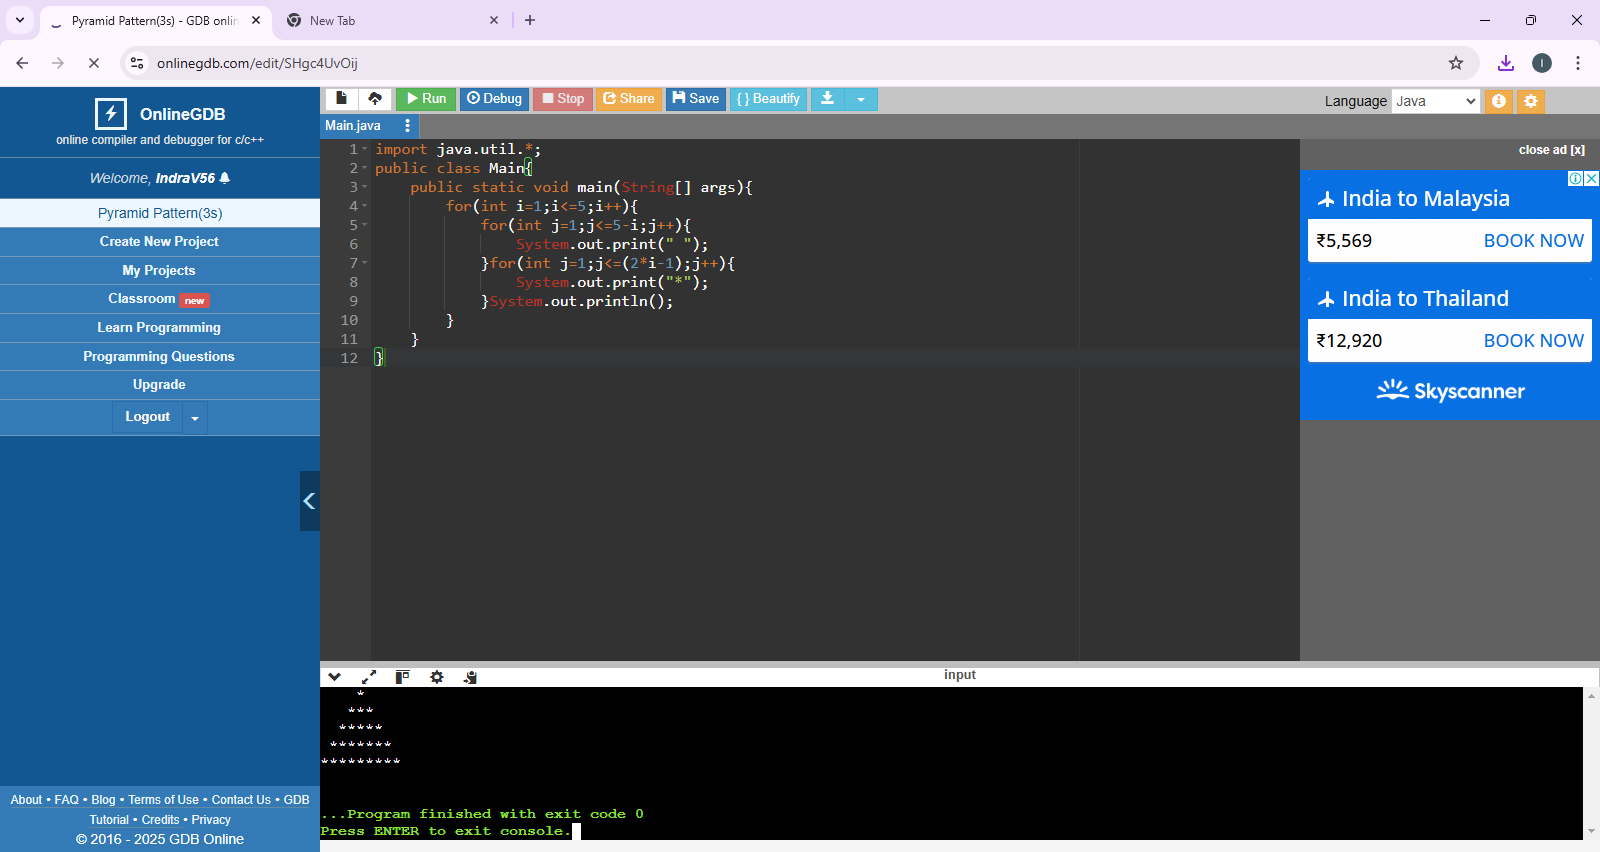 Pyramid Pattern(3s) - GDB onlin
New Tab
onlinegdb.com/edit/SHgc4UvOij
I
OnlineGDB
online compiler and debugger for c/c++
Welcome, IndraV56
Pyramid Pattern(3s)
Create New Project
My Projects
Classroom new
Learn Programming
Programming Questions
Upgrade
Logout
About • FAQ • Blog • Terms of Use • Contact Us • GDB
Tutorial • Credits • Privacy
© 2016 - 2025 GDB Online
Run Debug Stop Share Save { } Beautify
Language Java
Main.java
1 import java.util.*;
2 public class Main{
3     public static void main(String[] args){
4         for(int i=1;i<=5;i++){
5             for(int j=1;j<=5-i;j++){
6                 System.out.print(" ");
7             }for(int j=1;j<=(2*i-1);j++){
8                 System.out.print("*");
9             }System.out.println();
10         }
11     }
12 }
close ad [x]
India to Malaysia
₹5,569 BOOK NOW
India to Thailand
₹12,920 BOOK NOW
Skyscanner
input
    *
   ***
  *****
 *******
*********
...Program finished with exit code 0
Press ENTER to exit console.